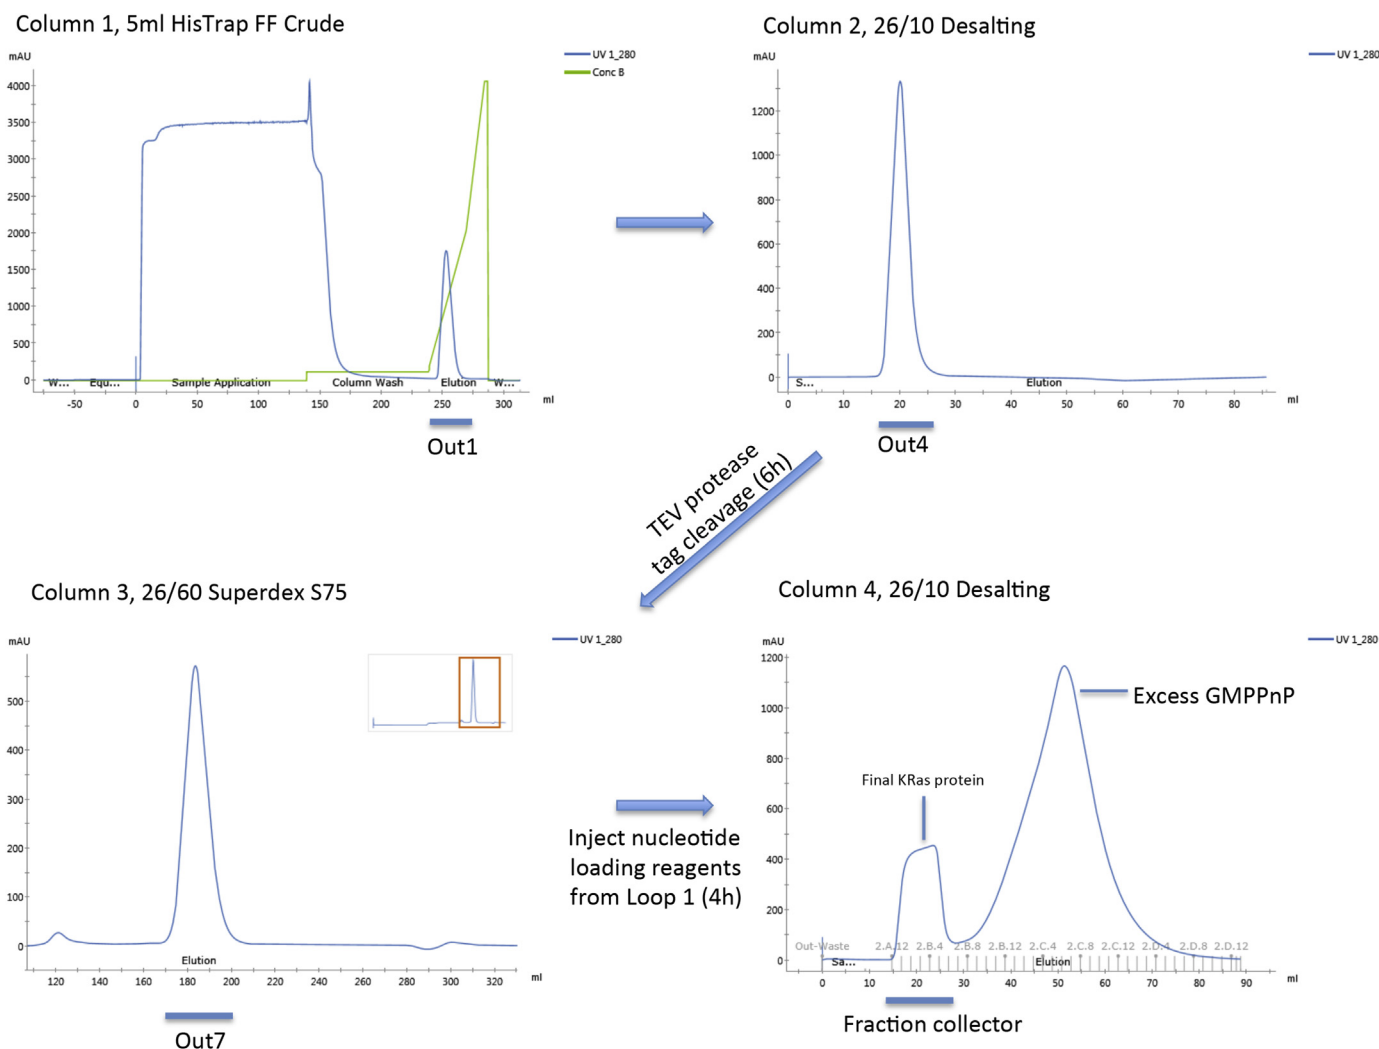 Column 1, 5ml HisTrap FF Crude
mAU
UV 1_280
Conc B
4000
3500
3000
2500
2000
1500
1000
500
0
W... Equ... Sample Application Column Wash Elution W...
-50 0 50 100 150 200 250 300 ml
Out1
Column 2, 26/10 Desalting
mAU
UV 1_280
1200
1000
800
600
400
200
0
S... Elution
0 10 20 30 40 50 60 70 80 ml
Out4
TEV protease
tag cleavage (6h)
Column 3, 26/60 Superdex S75
mAU
UV 1_280
500
400
300
200
100
0
Elution
120 140 160 180 200 220 240 260 280 300 320 ml
Out7
Inject nucleotide
loading reagents
from Loop 1 (4h)
Column 4, 26/10 Desalting
mAU
UV 1_280
1200
1000
800
600
400
200
0
Excess GMPPnP
Final KRas protein
Out-Waste 2.A.12 2.B.4 2.B.8 2.B.12 2.C.4 2.C.8 2.C.12 2.D.4 2.D.8 2.D.12
Sa... Elution
0 10 20 30 40 50 60 70 80 90 ml
Fraction collector